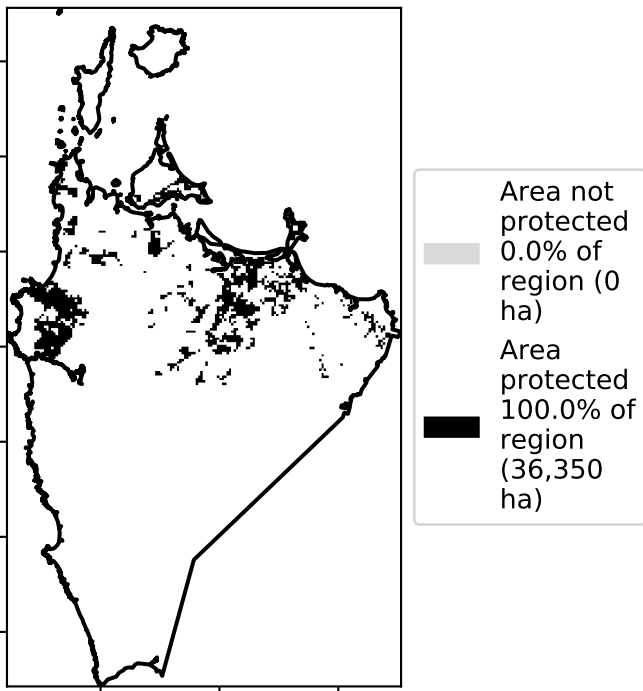 Area not
protected
0.0% of
region (0
ha)
Area
protected
100.0% of
region
(36,350
ha)